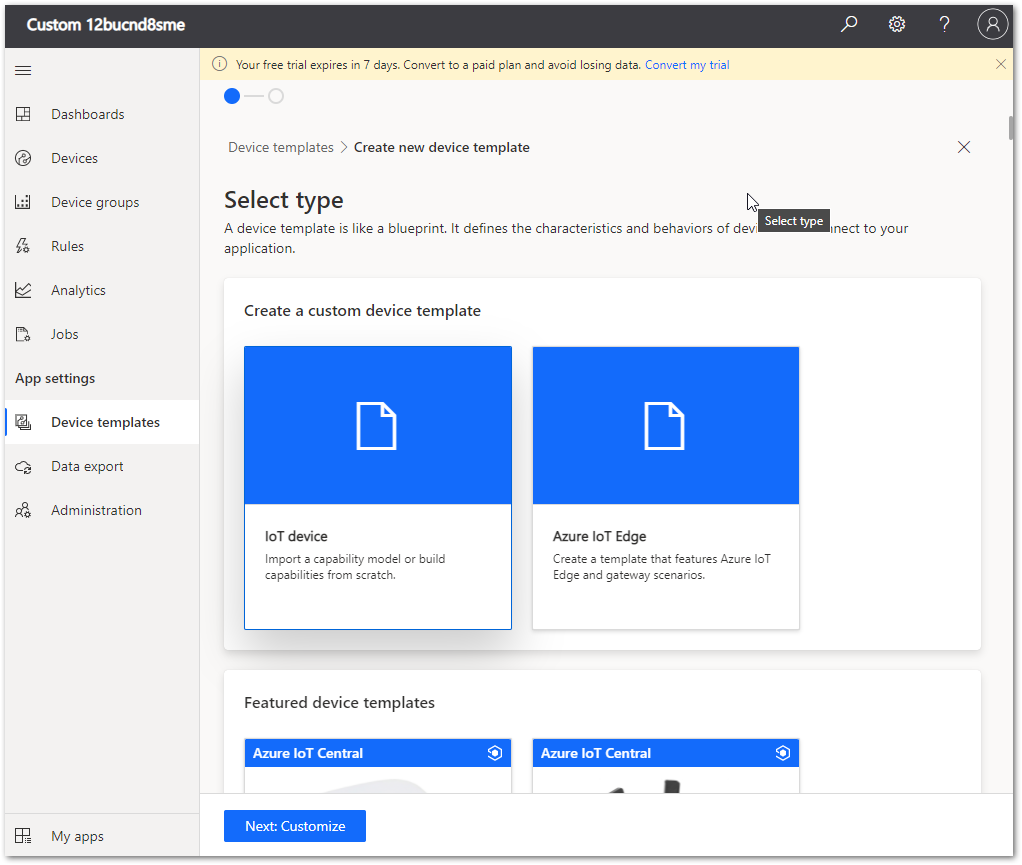 Custom 12bucnd8sme
?
Your free trial expires in 7 days. Convert to a paid plan and avoid losing data. Convert my trial
Dashboards
Devices
Device groups
Rules
Analytics
Jobs
App settings
Device templates
Data export
Administration
My apps
Device templates > Create new device template
Select type
Select type
A device template is like a blueprint. It defines the characteristics and behaviors of to your
application.
Create a custom device template
IoT device
Import a capability model or build
capabilities from scratch.
Azure IoT Edge
Create a template that features Azure IoT
Edge and gateway scenarios.
Featured device templates
Azure IoT Central
Azure IoT Central
Next: Customize